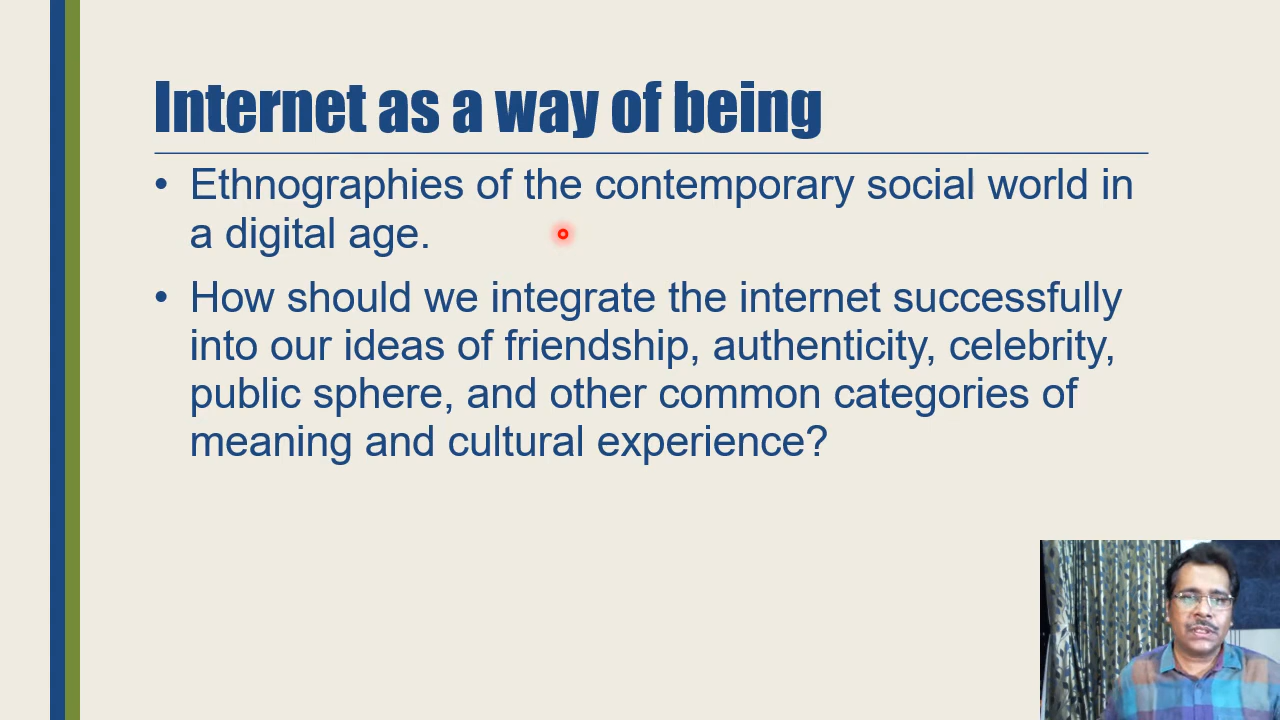 Internet as a way of being
• Ethnographies of the contemporary social world in
a digital age.
• How should we integrate the internet successfully
into our ideas of friendship, authenticity, celebrity,
public sphere, and other common categories of
meaning and cultural experience?